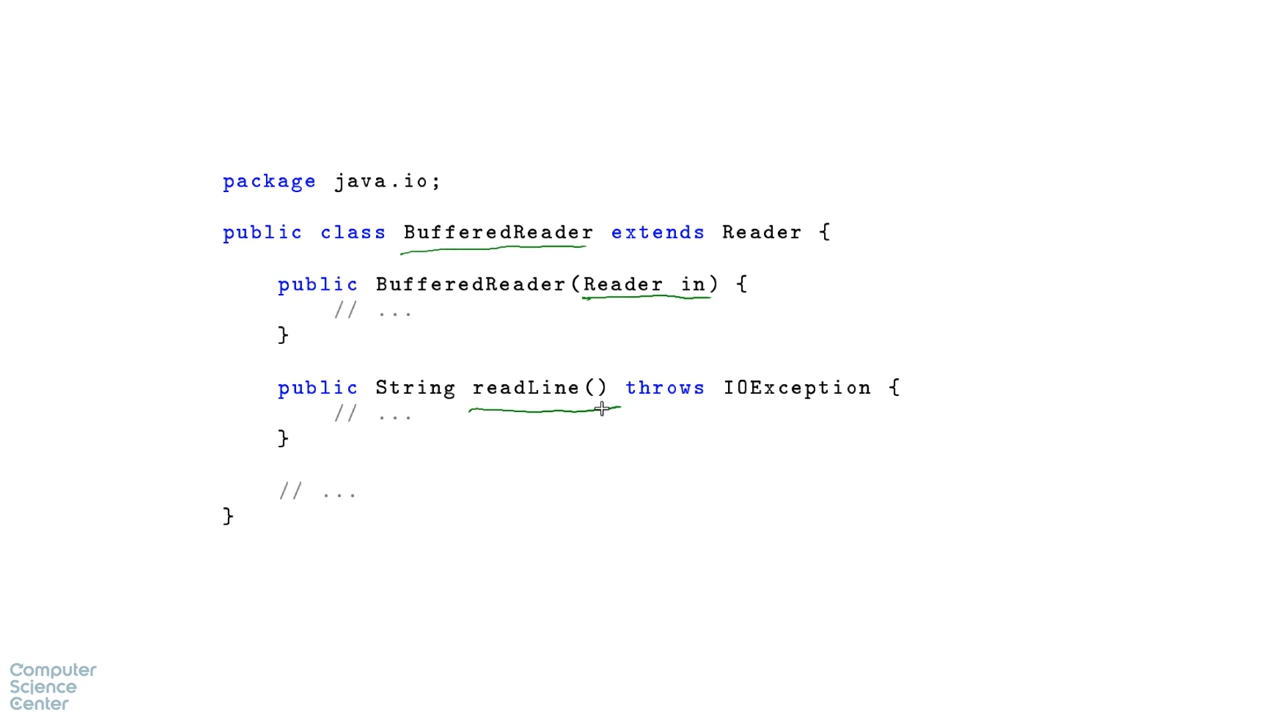 package java.io;
public class BufferedReader extends Reader {
public BufferedReader(Reader in) {
// ...
}
public String readLine() throws IOException {
// ...
}
// ...
}
Computer
Science
Center